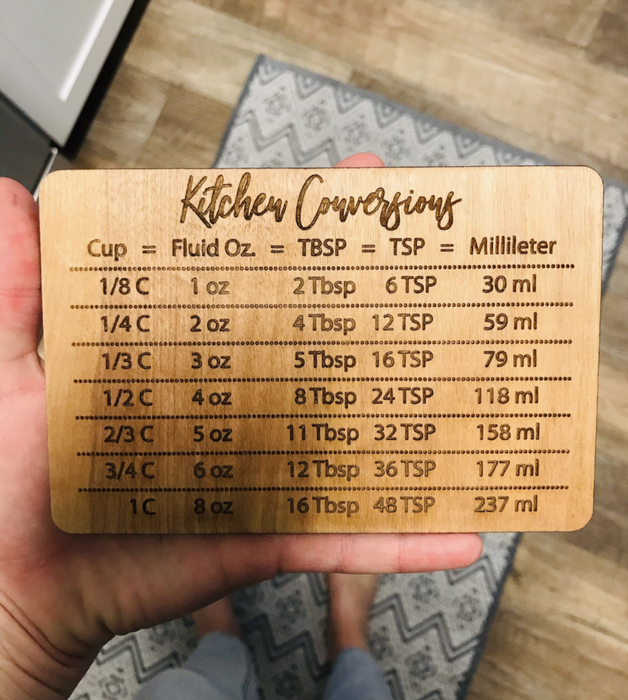 Kitchen Conversions
Cup = Fluid Oz. = TBSP = TSP = Millileter
1/8 C 1 oz 2 Tbsp 6 TSP 30 ml
1/4 C 2 oz 4 Tbsp 12 TSP 59 ml
1/3 C 3 oz 5 Tbsp 16 TSP 79 ml
1/2 C 4 oz 8 Tbsp 24 TSP 118 ml
2/3 C 5 oz 11 Tbsp 32 TSP 158 ml
3/4 C 6 oz 12 Tbsp 36 TSP 177 ml
1 C 8 oz 16 Tbsp 48 TSP 237 ml